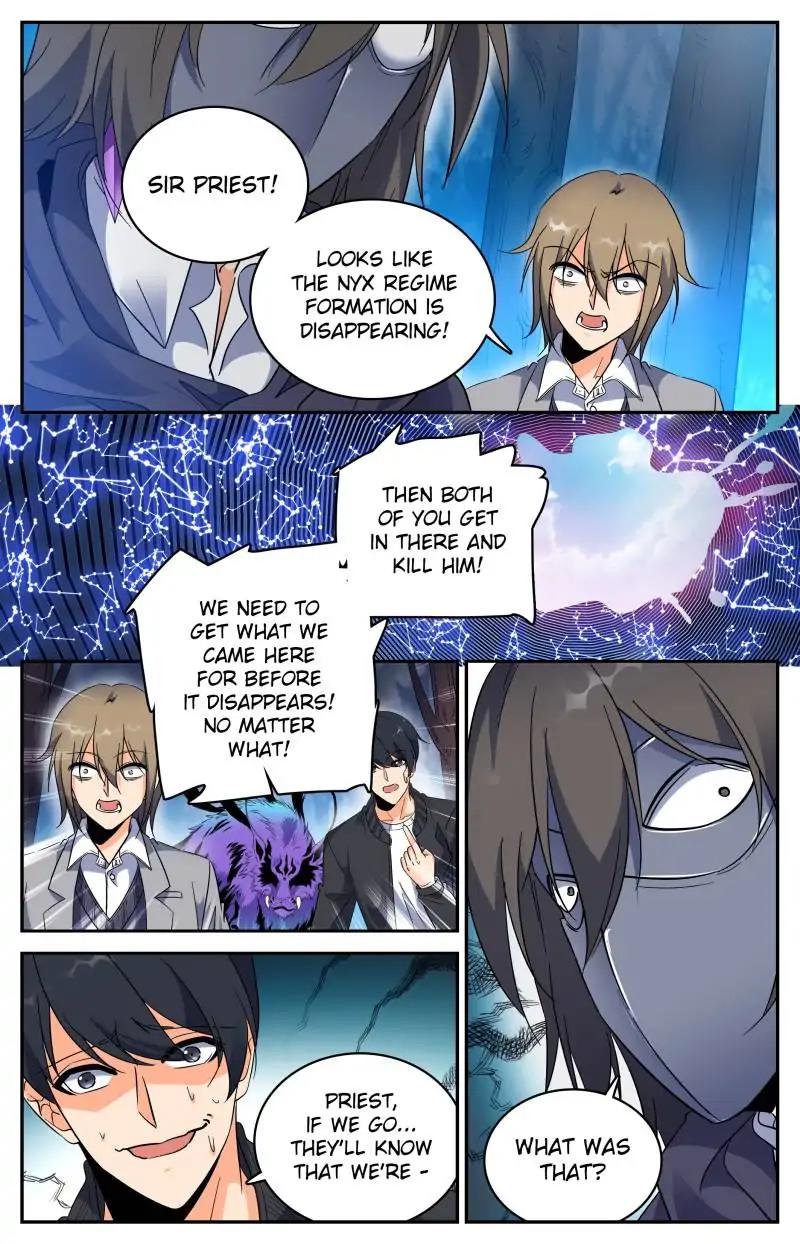 SIR PRIEST!
LOOKS LIKE
THE NYX REGIME
FORMATION IS
DISAPPEARING!
THEN BOTH
OF YOU GET
IN THERE AND
KILL HIM!
WE NEED TO
GET WHAT WE
CAME HERE
FOR BEFORE
IT DISAPPEARS!
NO MATTER
WHAT!
PRIEST,
IF WE GO...
THEY'LL KNOW
THAT WE'RE -
WHAT WAS
THAT?